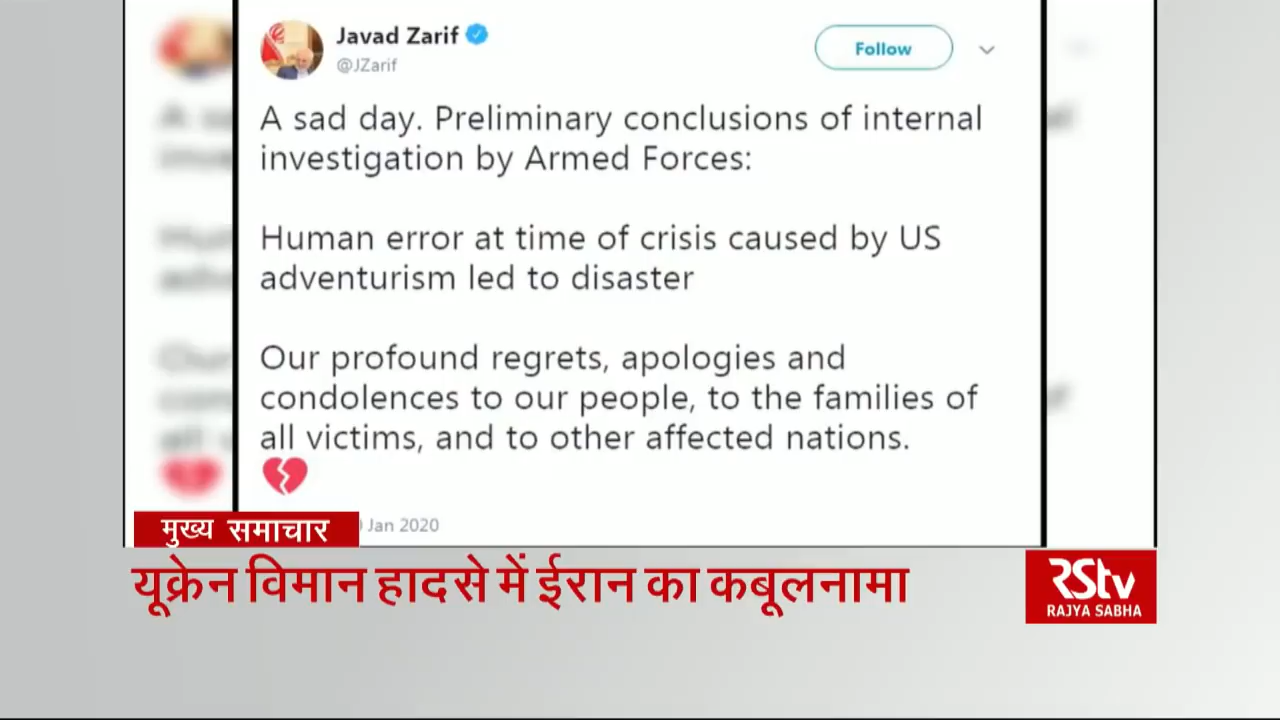 Javad Zarif
@JZarif
Follow
A sad day. Preliminary conclusions of internal
investigation by Armed Forces:
Human error at time of crisis caused by US
adventurism led to disaster
Our profound regrets, apologies and
condolences to our people, to the families of
all victims, and to other affected nations.
Jan 2020
मुख्य समाचार
यूक्रेन विमान हादसे में ईरान का कबूलनामा
RSTV
RAJYA SABHA